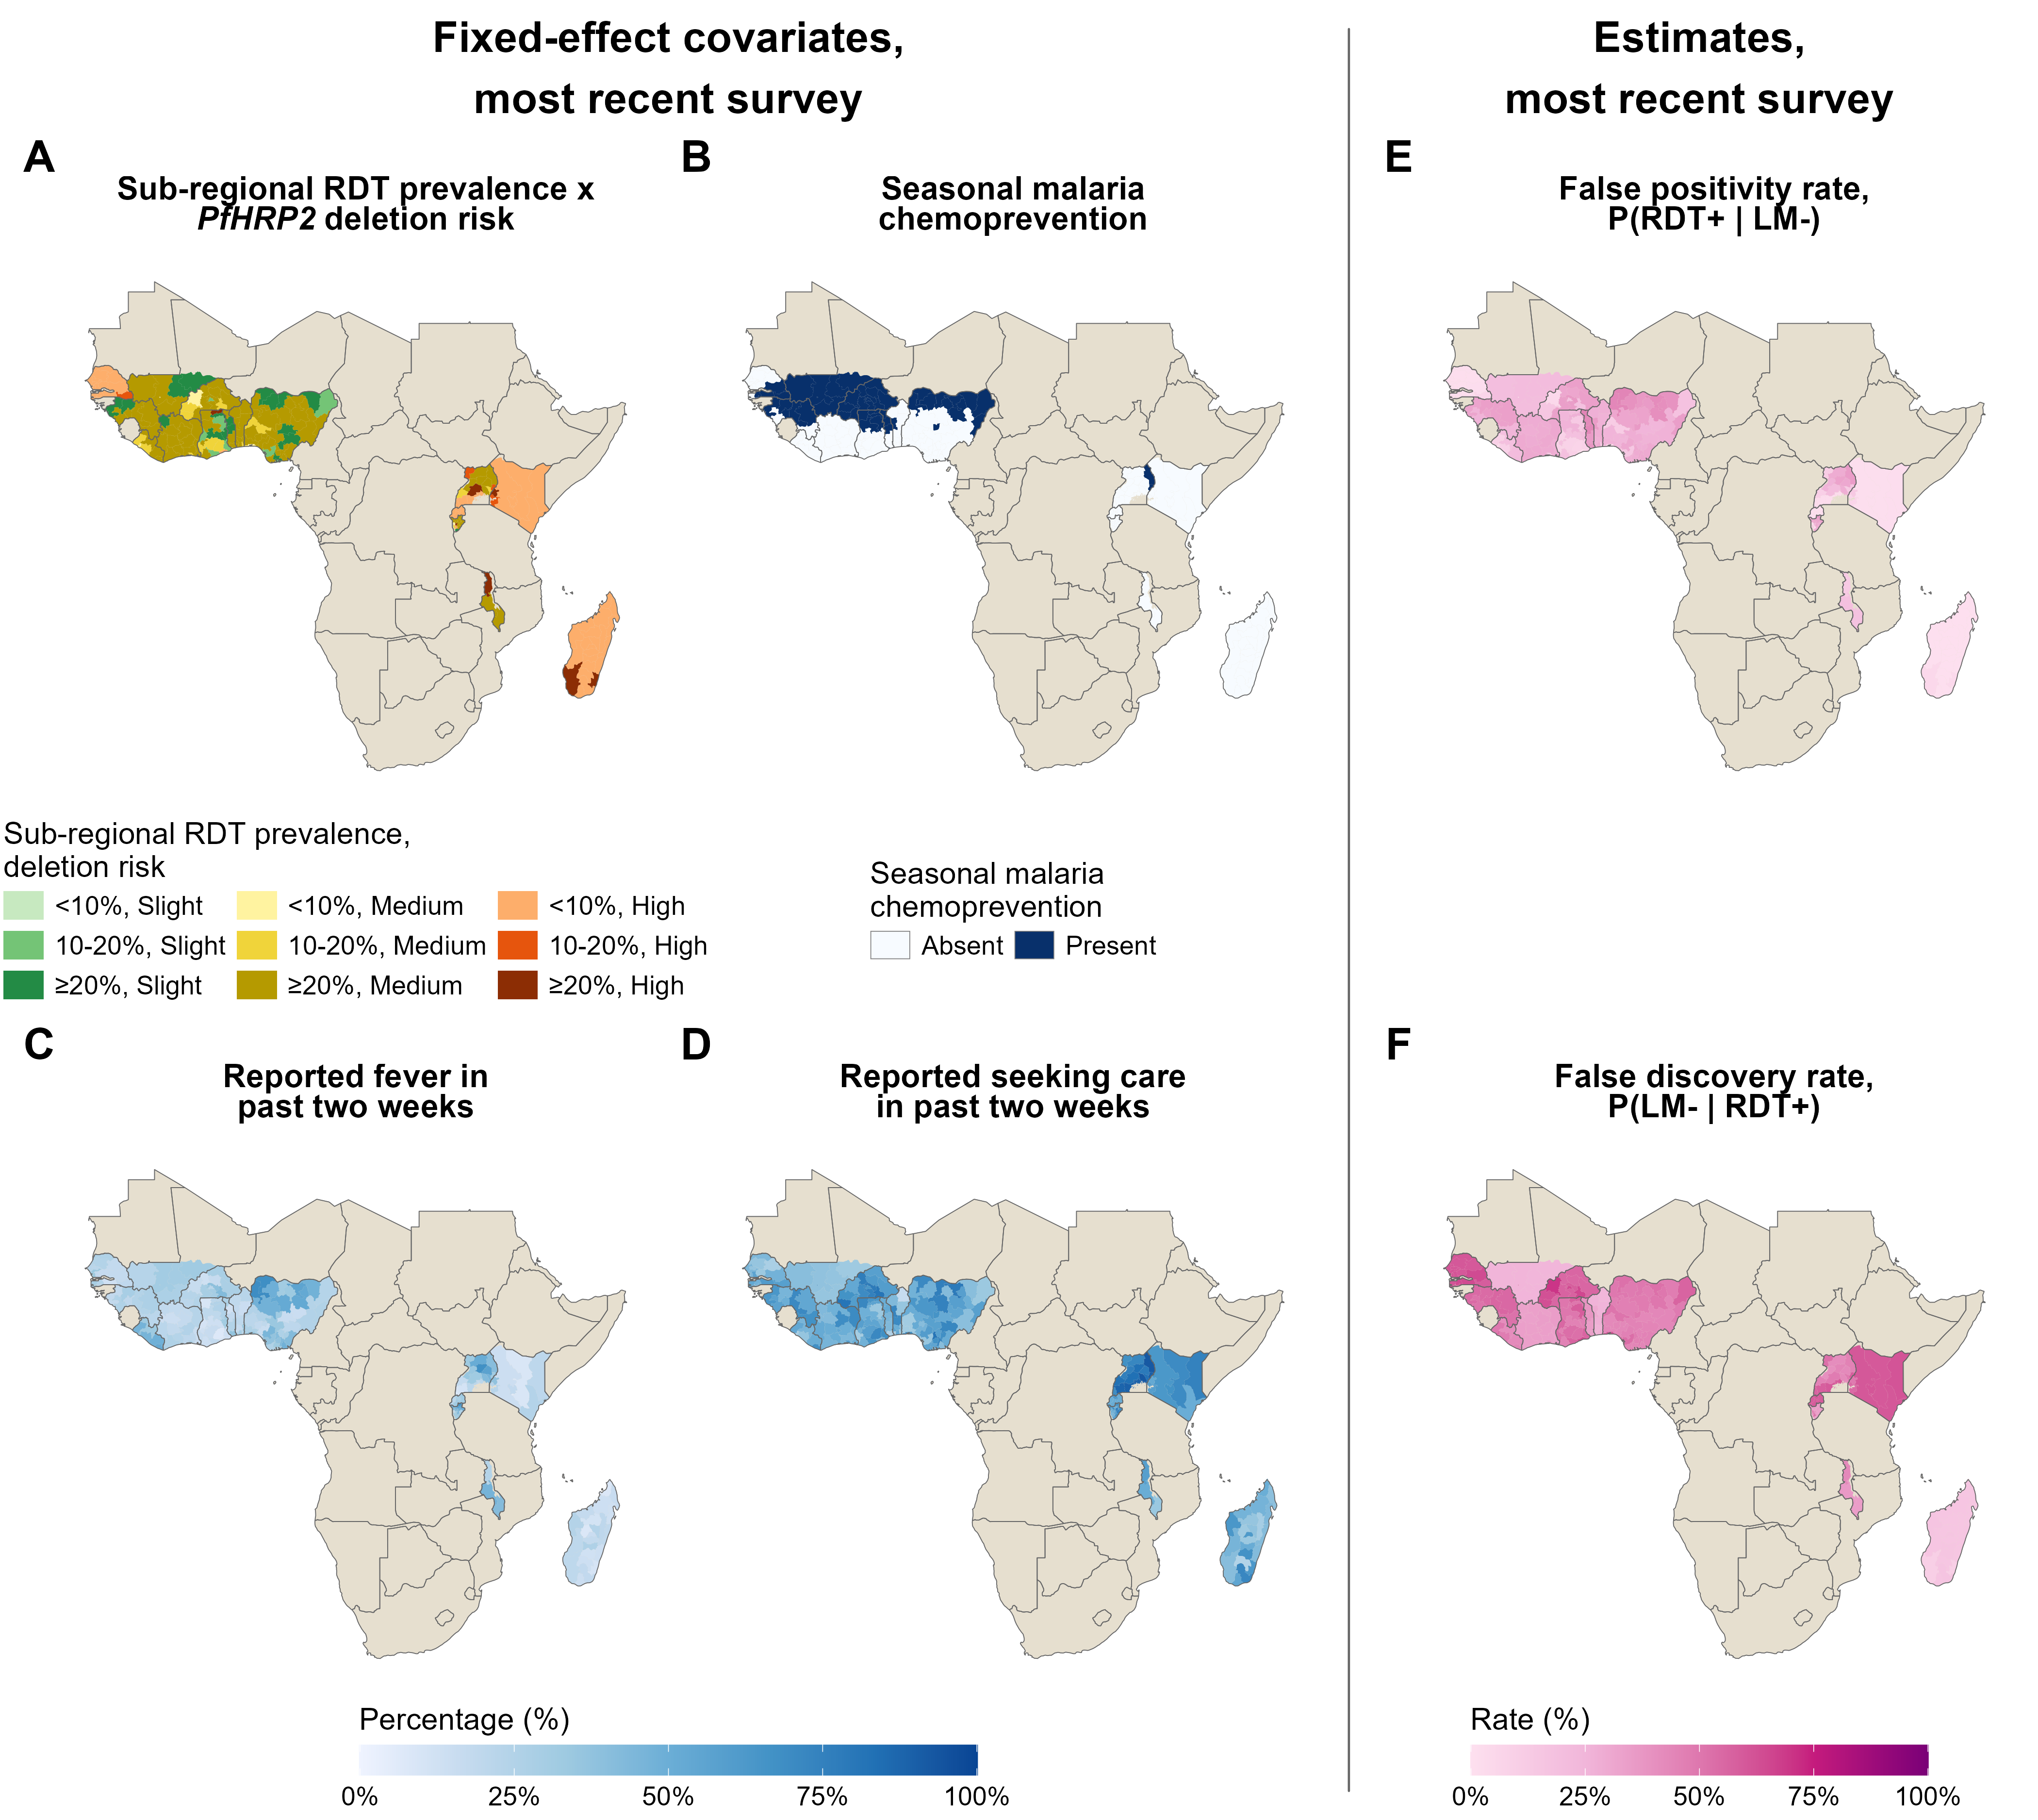 Fixed-effect covariates,
most recent survey
Estimates,
most recent survey
A
Sub-regional RDT prevalence x
PfHRP2 deletion risk
B
Seasonal malaria
chemoprevention
E
False positivity rate,
P(RDT+ | LM-)
Sub-regional RDT prevalence,
deletion risk
<10%, Slight
<10%, Medium
<10%, High
10-20%, Slight
10-20%, Medium
10-20%, High
≥20%, Slight
≥20%, Medium
≥20%, High
Seasonal malaria
chemoprevention
Absent
Present
C
Reported fever in
past two weeks
D
Reported seeking care
in past two weeks
F
False discovery rate,
P(LM- | RDT+)
Percentage (%)
0%
25%
50%
75%
100%
Rate (%)
0%
25%
50%
75%
100%